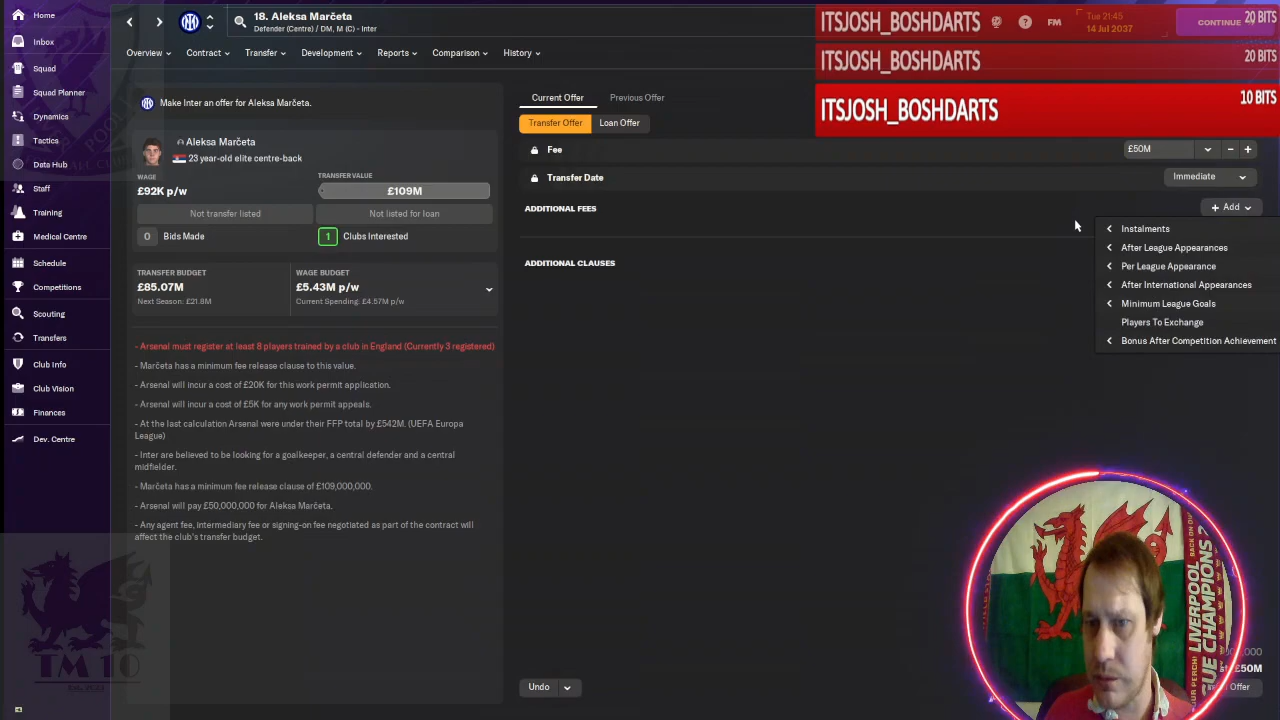 Home
Inbox
Squad
Squad Planner
Dynamics
Tactics
Data Hub
Staff
Training
Medical Centre
Schedule
Competitions
Scouting
Transfers
Club Info
Club Vision
Finances
Dev. Centre
TM 10
18. Aleksa Marčeta
Defender (Centre) / DM, M (C) - Inter
FM
Tue 21:45
14 Jul 2037
CONTINUE
ITSJOSH_BOSHDARTS
20 BITS
ITSJOSH_BOSHDARTS
20 BITS
ITSJOSH_BOSHDARTS
10 BITS
Overview
Contract
Transfer
Development
Reports
Comparison
History
Make Inter an offer for Aleksa Marčeta.
Aleksa Marčeta
23 year-old elite centre-back
WAGE
£92K p/w
TRANSFER VALUE
£109M
Not transfer listed
Not listed for loan
0 Bids Made
1 Clubs Interested
TRANSFER BUDGET
£85.07M
Next Season: £21.8M
WAGE BUDGET
£5.43M p/w
Current Spending: £4.57M p/w
- Arsenal must register at least 8 players trained by a club in England (Currently 3 registered)
- Marčeta has a minimum fee release clause to this value.
- Arsenal will incur a cost of £20K for this work permit application.
- Arsenal will incur a cost of £5K for any work permit appeals.
- At the last calculation Arsenal were under their FFP total by £542M. (UEFA Europa
League)
- Inter are believed to be looking for a goalkeeper, a central defender and a central
midfielder.
- Marčeta has a minimum fee release clause of £109,000,000.
- Arsenal will pay £50,000,000 for Aleksa Marčeta.
- Any agent fee, intermediary fee or signing-on fee negotiated as part of the contract will
affect the club's transfer budget.
Current Offer
Previous Offer
Transfer Offer
Loan Offer
Fee
£50M
Transfer Date
Immediate
ADDITIONAL FEES
+ Add
Instalments
After League Appearances
Per League Appearance
After International Appearances
Minimum League Goals
Players To Exchange
Bonus After Competition Achievement
ADDITIONAL CLAUSES
Undo
LIVERPOOL
CHAMPIONS
£50M
Offer